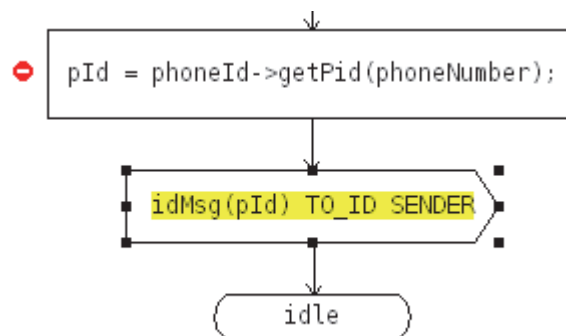 pId = phoneId->getPid(phoneNumber);
idMsg(pId) TO_ID SENDER
idle